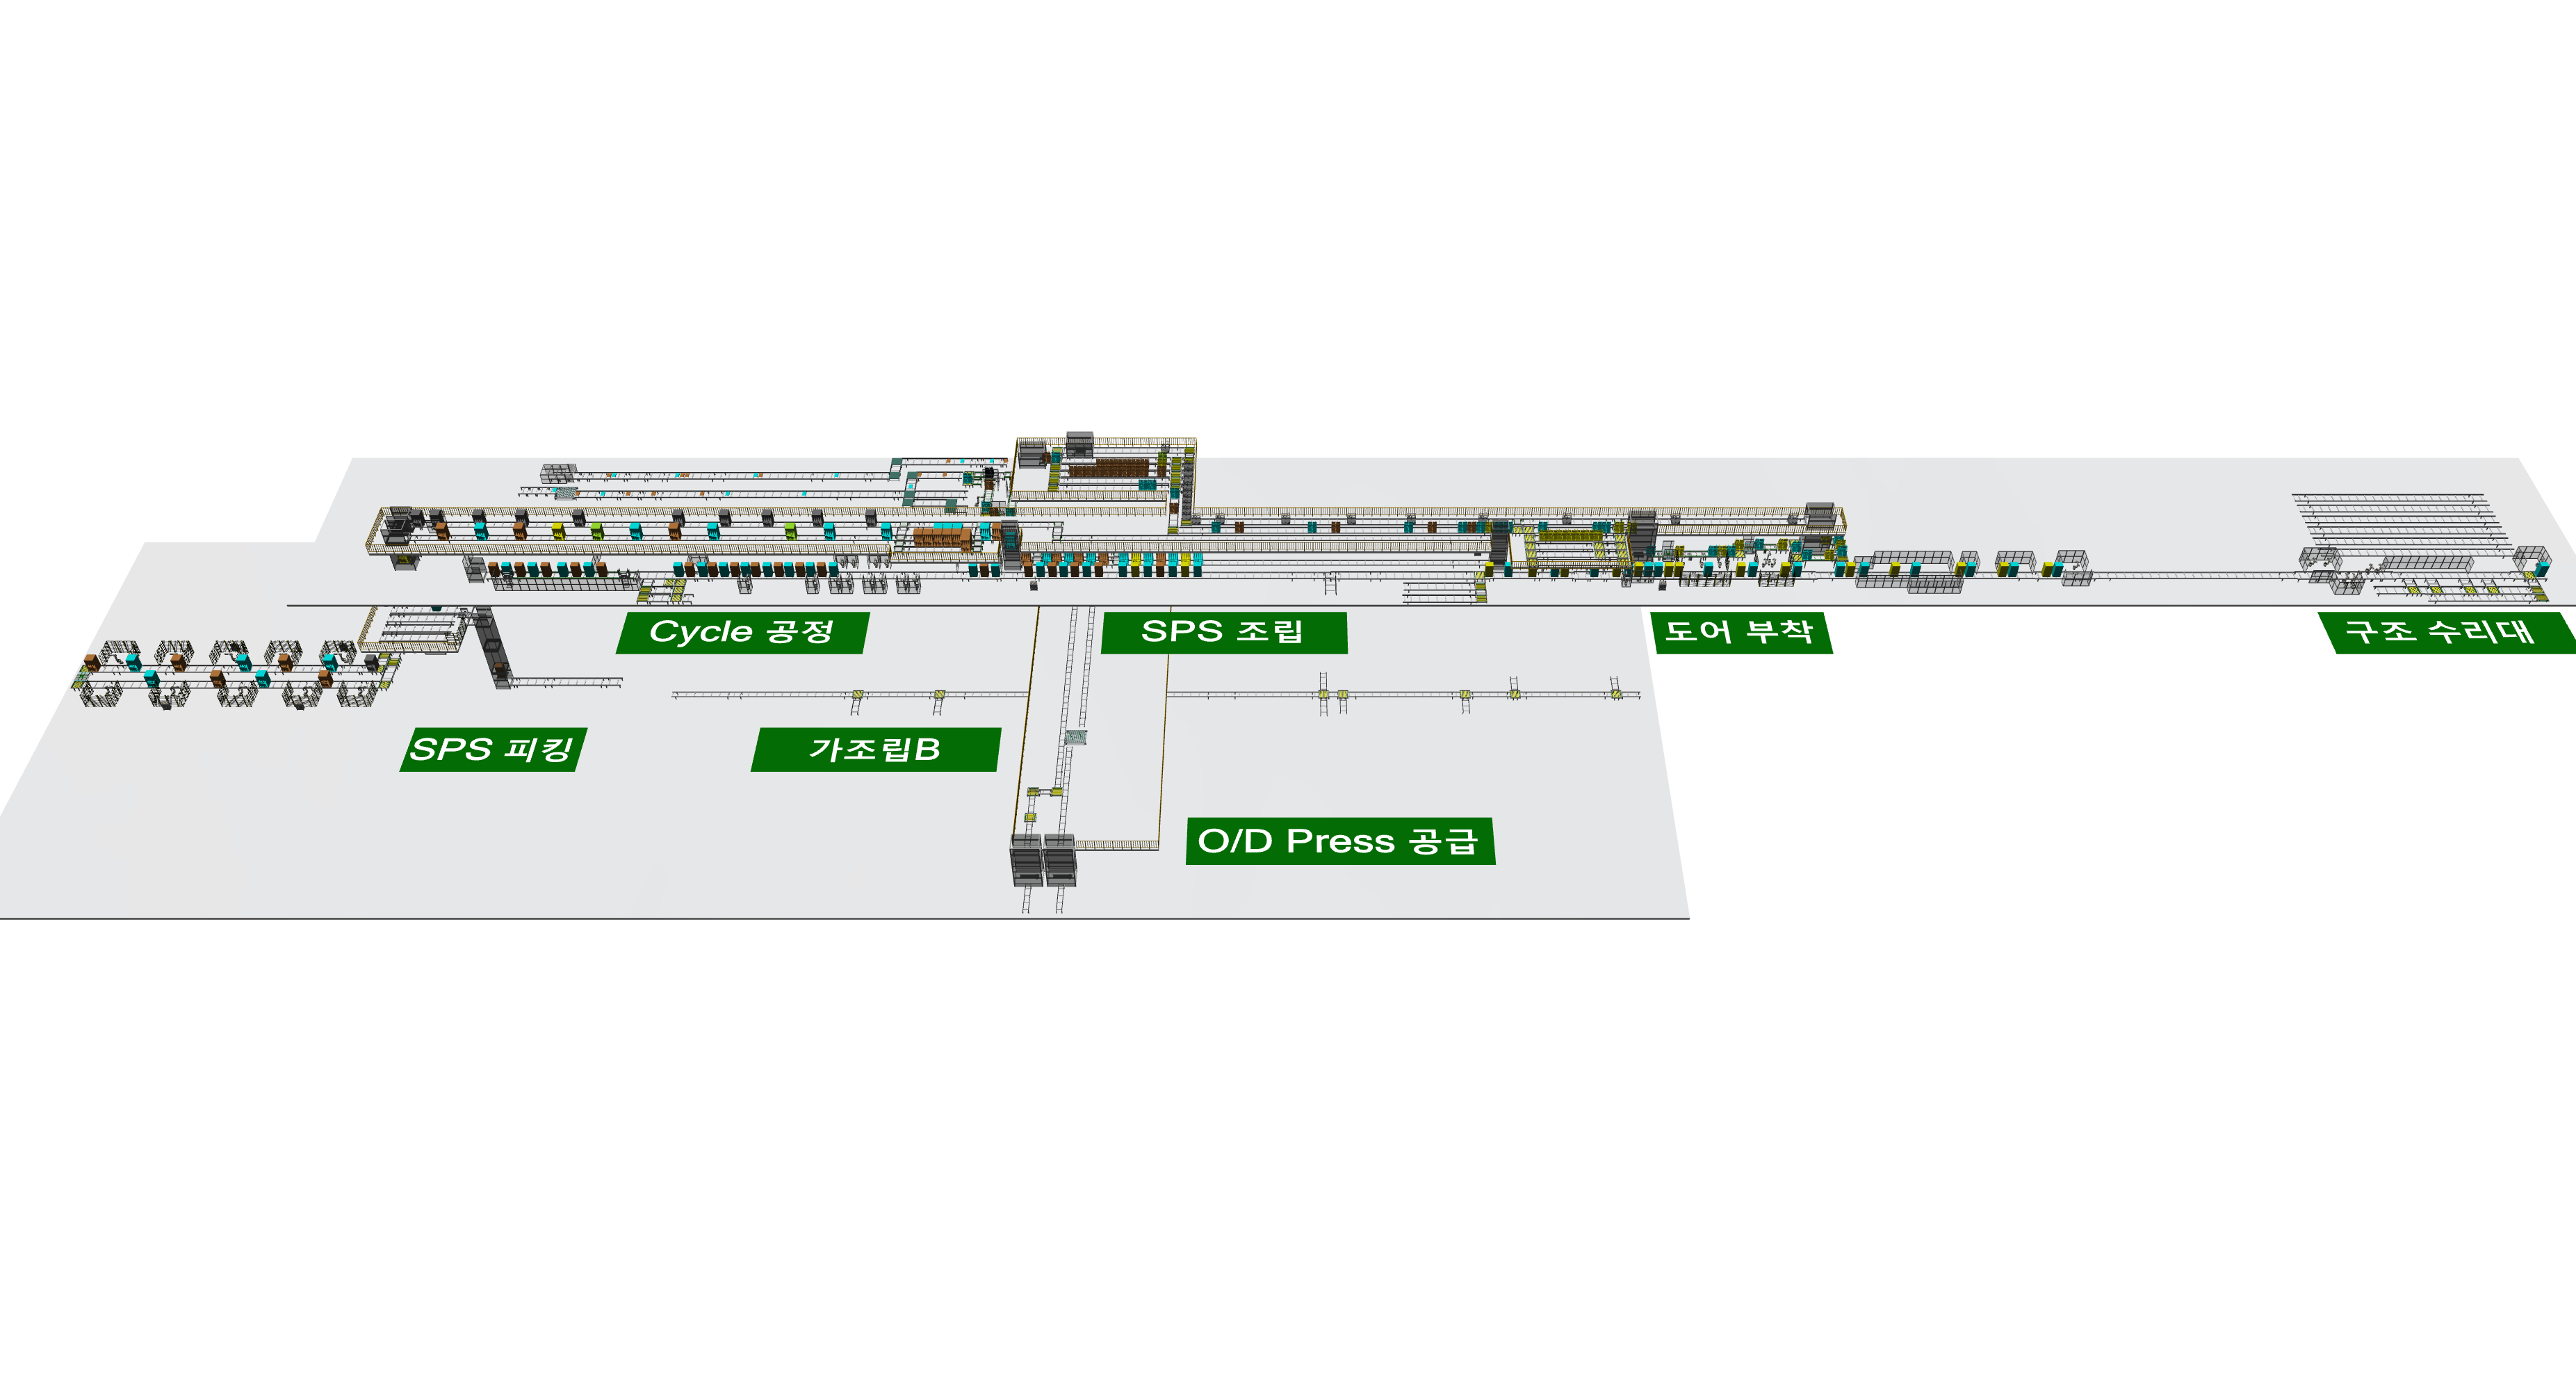 Cycle 공정
SPS 조립
도어 부착
구조 수리대
SPS 피킹
가조립B
O/D Press 공급